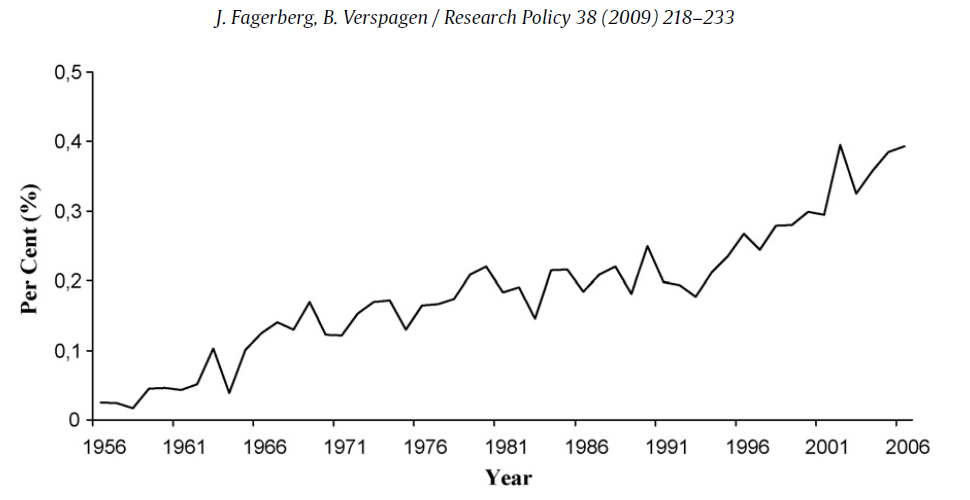 J. Fagerberg, B. Verspagen / Research Policy 38 (2009) 218–233
0,5
0,4
0,3
0,2
0,1
0
Per Cent (%)
1956 1961 1966 1971 1976 1981 1986 1991 1996 2001 2006
Year